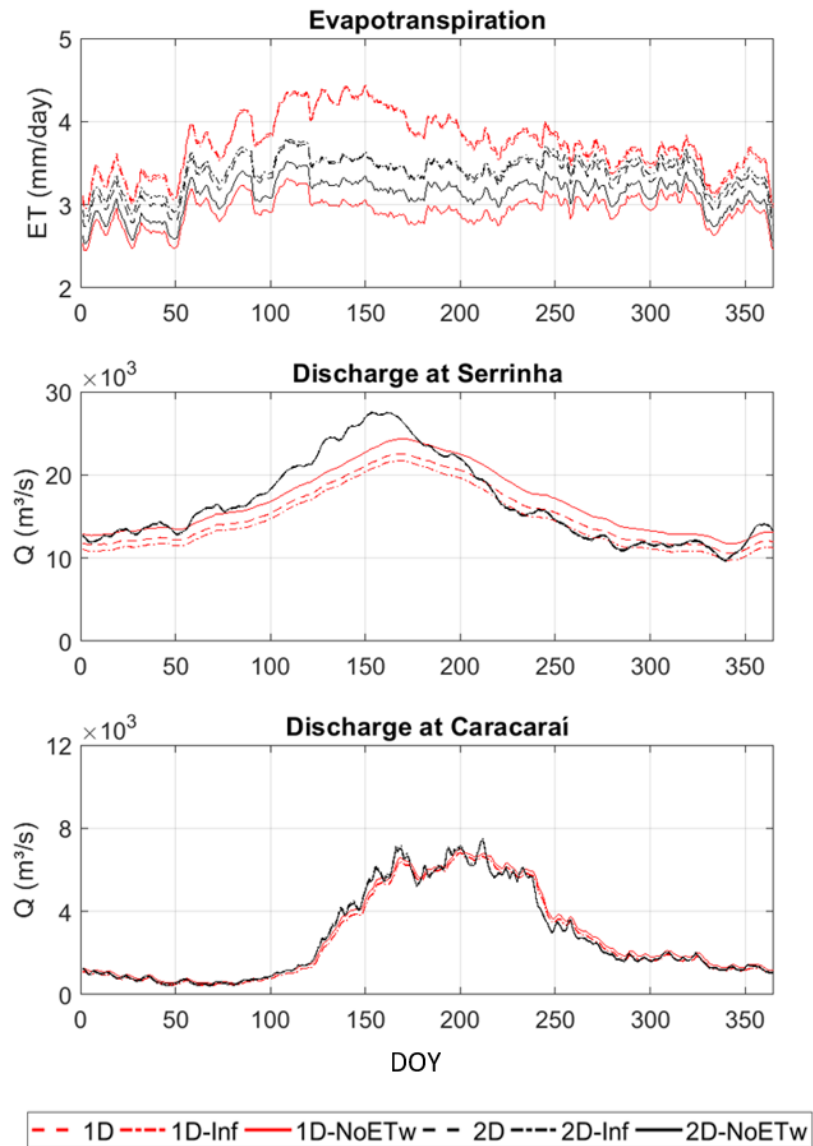 Evapotranspiration
5
4
3
2
ET (mm/day)
0 50 100 150 200 250 300 350
×10³
Discharge at Serrinha
30
20
10
0
Q (m³/s)
0 50 100 150 200 250 300 350
×10³
Discharge at Caracaraí
12
8
4
0
Q (m³/s)
0 50 100 150 200 250 300 350
DOY
1D 1D-Inf 1D-NoETw 2D 2D-Inf 2D-NoETw